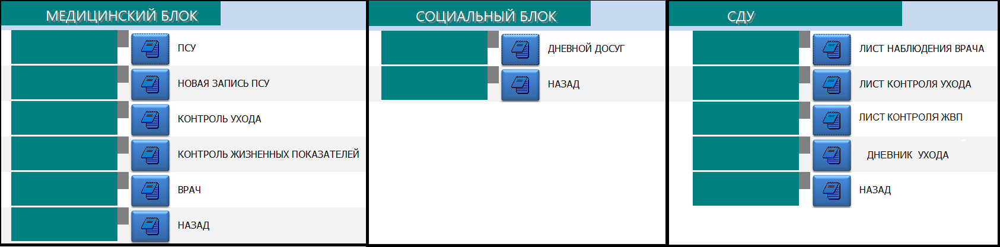 МЕДИЦИНСКИЙ БЛОК
ПСУ
НОВАЯ ЗАПИСЬ ПСУ
КОНТРОЛЬ УХОДА
КОНТРОЛЬ ЖИЗНЕННЫХ ПОКАЗАТЕЛЕЙ
ВРАЧ
НАЗАД
СОЦИАЛЬНЫЙ БЛОК
ДНЕВНОЙ ДОСУГ
НАЗАД
СДУ
ЛИСТ НАБЛЮДЕНИЯ ВРАЧА
ЛИСТ КОНТРОЛЯ УХОДА
ЛИСТ КОНТРОЛЯ ЖВП
ДНЕВНИК УХОДА
НАЗАД